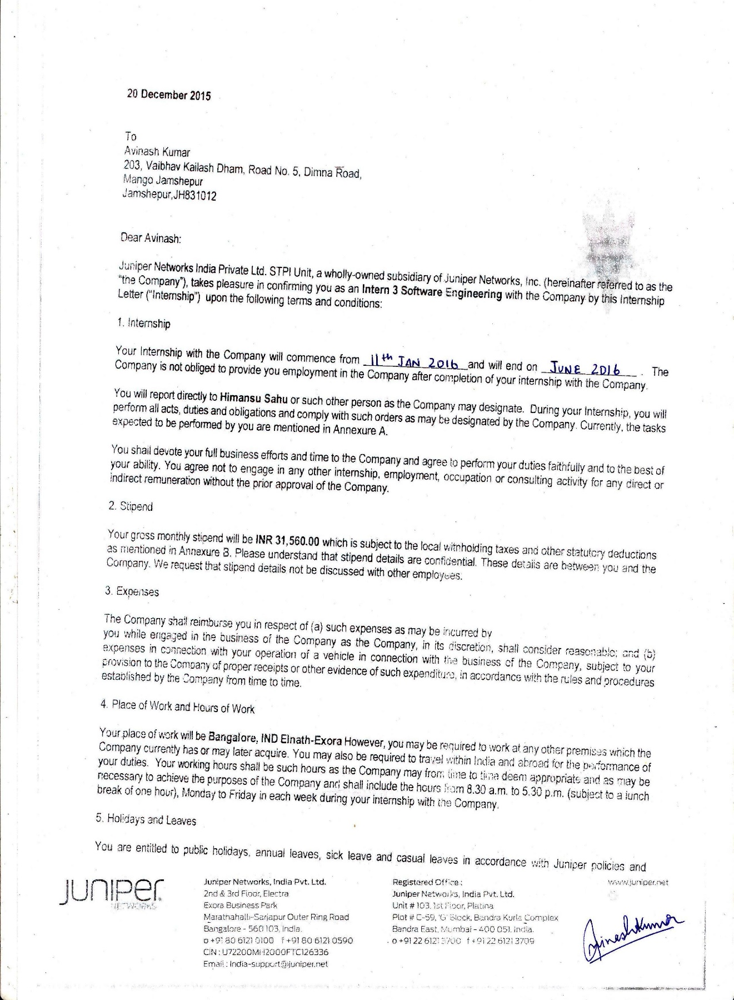 20 December 2015
To
Avinash Kumar
203, Vaibhav Kailash Dham, Road No. 5, Dimna Road,
Mango Jamshepur
Jamshepur,JH831012
Dear Avinash:
Juniper Networks India Private Ltd. STPI Unit, a wholly-owned subsidiary of Juniper Networks, Inc. (hereinafter referred to as the
"the Company"), takes pleasure in confirming you as an Intern 3 Software Engineering with the Company by this Internship
Letter ("Internship") upon the following terms and conditions:
1. Internship
Your Internship with the Company will commence from 11th JAN 2016 and will end on JUNE 2016. The
Company is not obliged to provide you employment in the Company after completion of your internship with the Company.
You will report directly to Himansu Sahu or such other person as the Company may designate. During your Internship, you will
perform all acts, duties and obligations and comply with such orders as may be designated by the Company. Currently, the tasks
expected to be performed by you are mentioned in Annexure A.
You shall devote your full business efforts and time to the Company and agree to perform your duties faithfully and to the best of
your ability. You agree not to engage in any other internship, employment, occupation or consulting activity for any direct or
indirect remuneration without the prior approval of the Company.
2. Stipend
Your gross monthly stipend will be INR 31,560.00 which is subject to the local withholding taxes and other statutory deductions
as mentioned in Annexure B. Please understand that stipend details are confidential. These details are between you and the
Company. We request that stipend details not be discussed with other employees.
3. Expenses
The Company shall reimburse you in respect of (a) such expenses as may be incurred by
you while engaged in the business of the Company as the Company, in its discretion, shall consider reasonable; and (b)
expenses in connection with your operation of a vehicle in connection with the business of the Company, subject to your
provision to the Company of proper receipts or other evidence of such expenditure, in accordance with the rules and procedures
established by the Company from time to time.
4. Place of Work and Hours of Work
Your place of work will be Bangalore, IND Elnath-Exora However, you may be required to work at any other premises which the
Company currently has or may later acquire. You may also be required to travel within India and abroad for the performance of
your duties. Your working hours shall be such hours as the Company may from time to time deem appropriate and as may be
necessary to achieve the purposes of the Company and shall include the hours from 8.30 a.m. to 5.30 p.m. (subject to a lunch
break of one hour), Monday to Friday in each week during your internship with the Company.
5. Holidays and Leaves
You are entitled to public holidays, annual leaves, sick leave and casual leaves in accordance with Juniper policies and
JUNIPEr
NETWORKS
Juniper Networks, India Pvt. Ltd.
2nd & 3rd Floor, Electra
Exora Business Park
Marathahalli-Sarjapur Outer Ring Road
Bangalore - 560 103, India.
o +91 80 6121 0100 f +91 80 6121 0590
CIN : U72200MH2000FTC126336
Email : India-support@juniper.net
Registered Office :
Juniper Networks, India Pvt. Ltd.
Unit # 103, 1st Floor, Platina
Plot # C-59, 'G' Block, Bandra Kurla Complex
Bandra East, Mumbai - 400 051. India.
o +91 22 6121 3700 f +91 22 6121 3709
www.juniper.net
Avinash Kumar